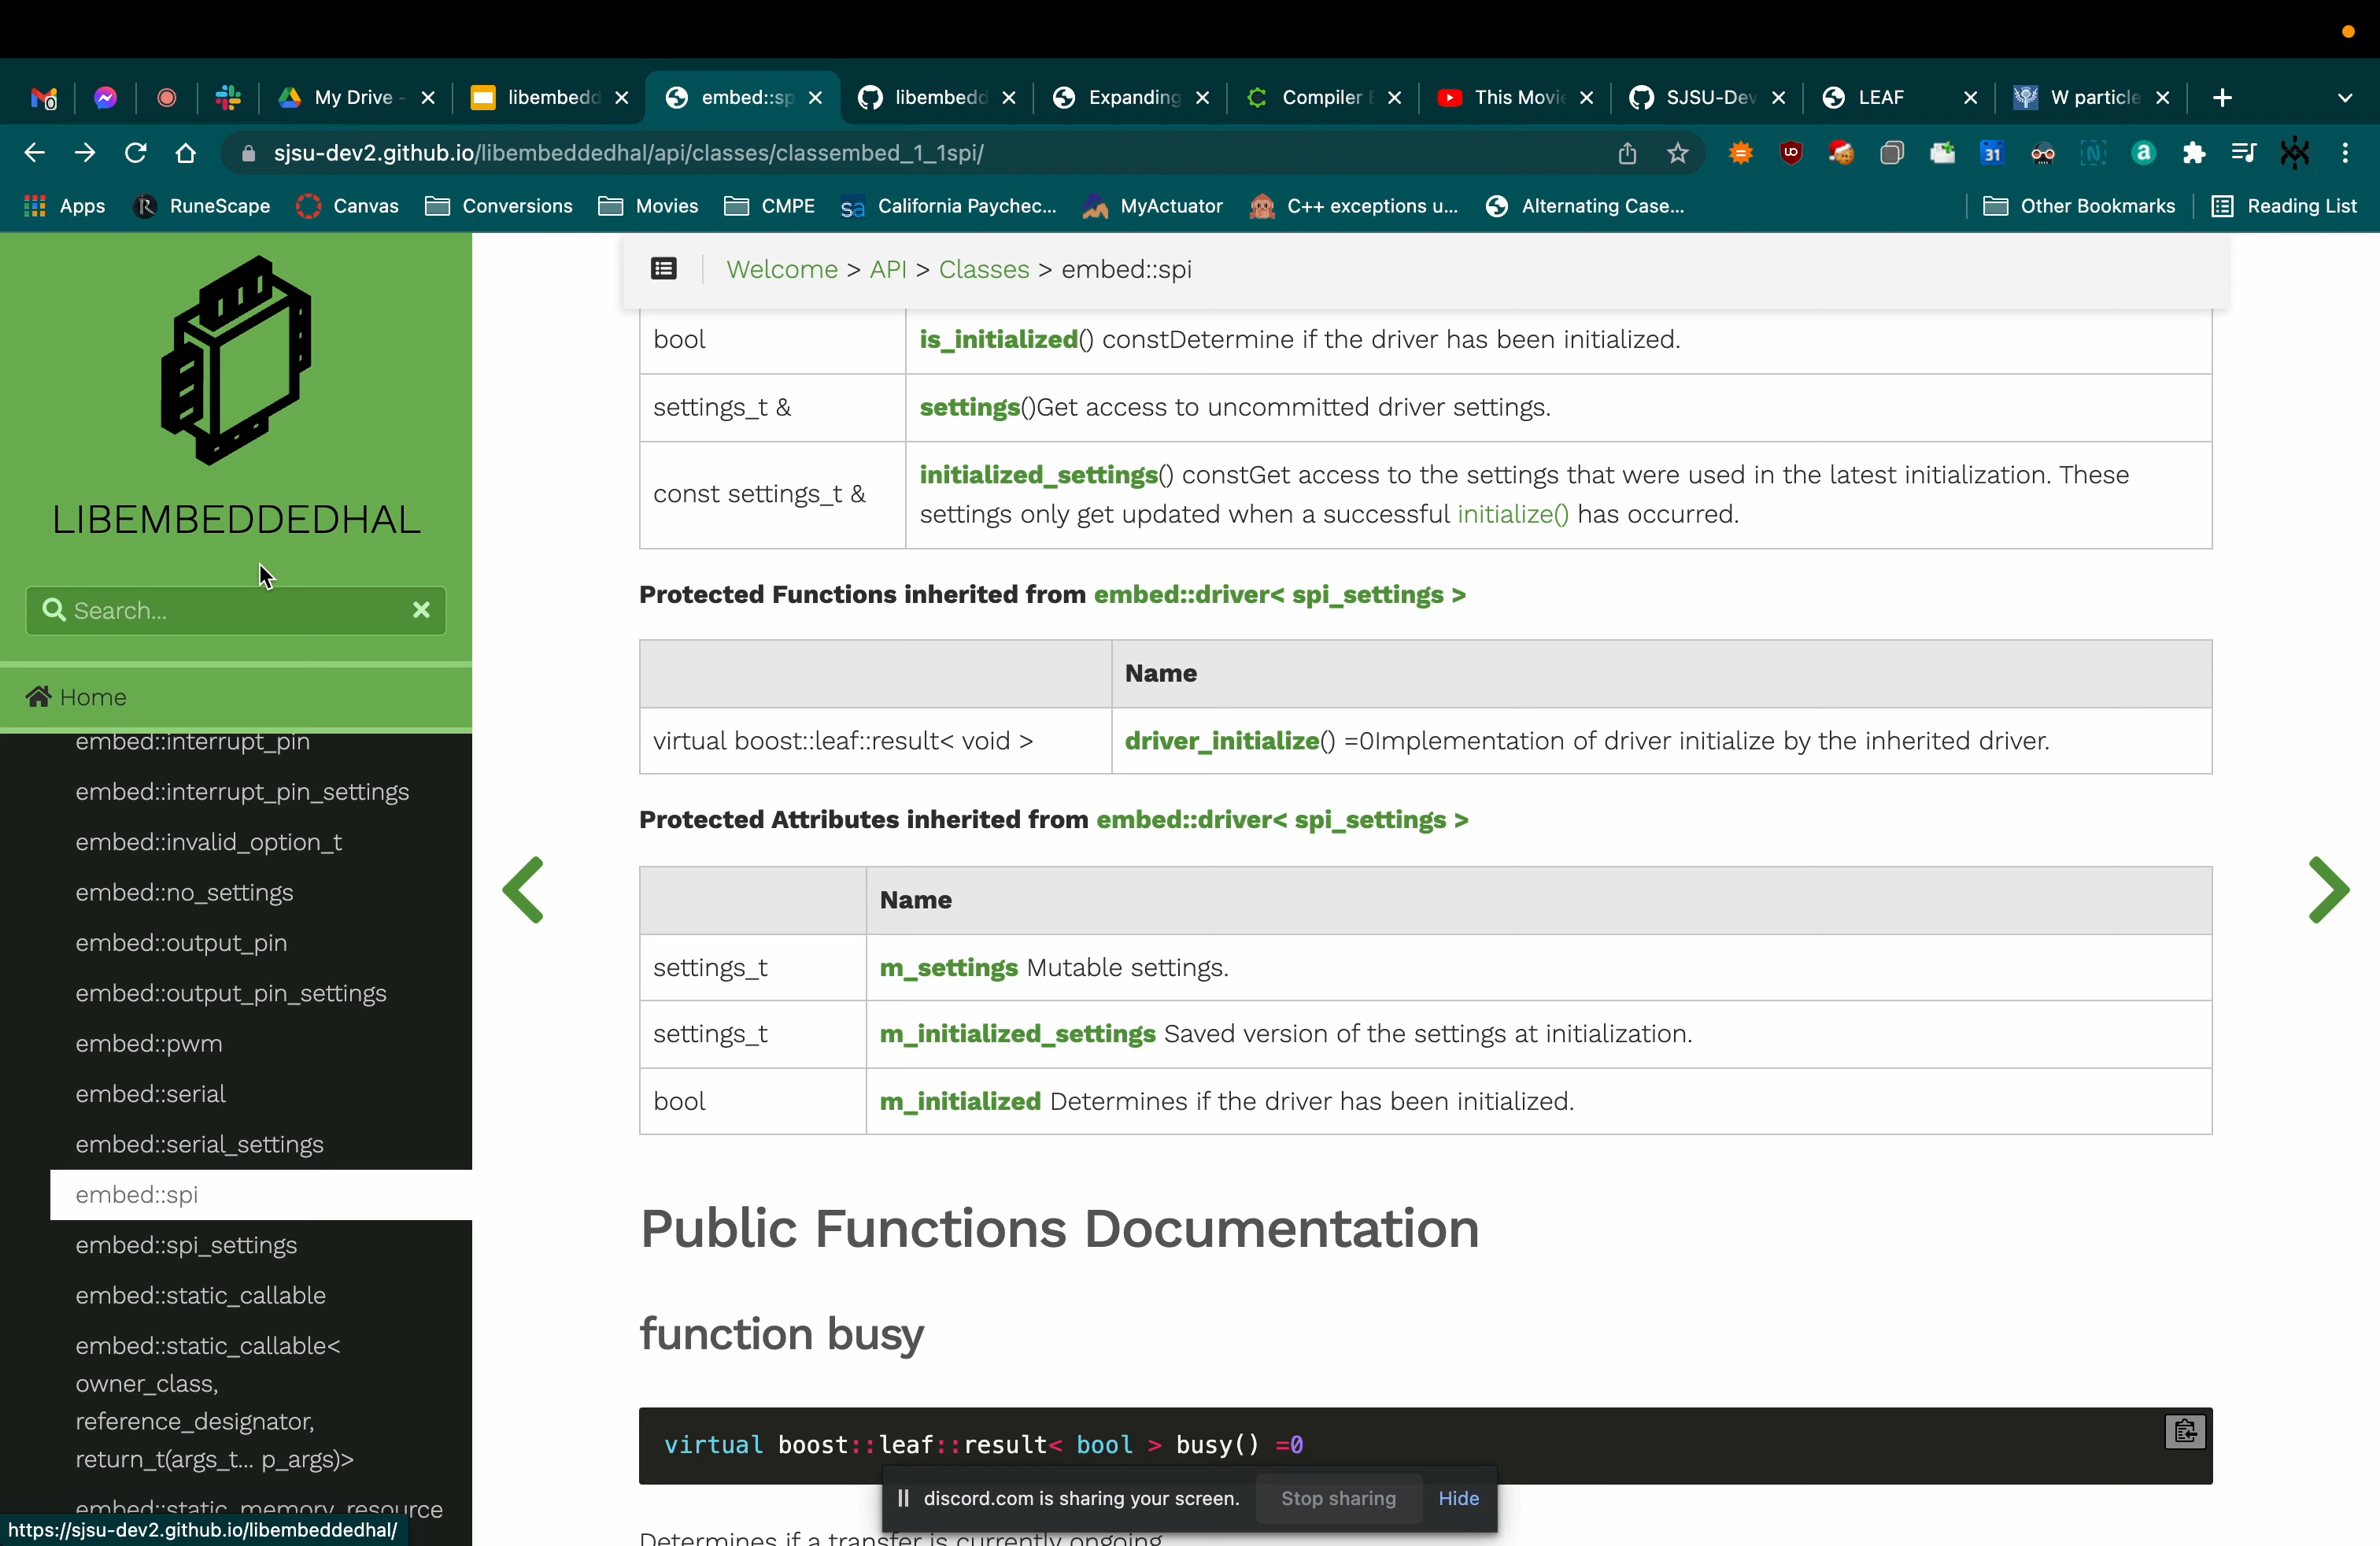 My Drive -
libembedd
embed::sp
libembedd
Expanding
Compiler E
This Movie
SJSU-Dev
LEAF
W particle
sjsu-dev2.github.io/libembeddedhal/api/classes/classembed_1_1spi/
Apps
RuneScape
Canvas
Conversions
Movies
CMPE
sa California Paychec...
MyActuator
C++ exceptions u...
Alternating Case...
Other Bookmarks
Reading List
LIBEMBEDDEDHAL
Search...
Home
embed::interrupt_pin
embed::interrupt_pin_settings
embed::invalid_option_t
embed::no_settings
embed::output_pin
embed::output_pin_settings
embed::pwm
embed::serial
embed::serial_settings
embed::spi
embed::spi_settings
embed::static_callable
embed::static_callable<
owner_class,
reference_designator,
return_t(args_t... p_args)>
embed::static_memory_resource
https://sjsu-dev2.github.io/libembeddedhal/
Welcome > API > Classes > embed::spi
bool is_initialized() constDetermine if the driver has been initialized.
settings_t & settings()Get access to uncommitted driver settings.
const settings_t & initialized_settings() constGet access to the settings that were used in the latest initialization. These
settings only get updated when a successful initialize() has occurred.
Protected Functions inherited from embed::driver< spi_settings >
Name
virtual boost::leaf::result< void > driver_initialize() =0Implementation of driver initialize by the inherited driver.
Protected Attributes inherited from embed::driver< spi_settings >
Name
settings_t m_settings Mutable settings.
settings_t m_initialized_settings Saved version of the settings at initialization.
bool m_initialized Determines if the driver has been initialized.
Public Functions Documentation
function busy
virtual boost::leaf::result< bool > busy() =0
discord.com is sharing your screen. Stop sharing Hide
Determines if a transfer is currently ongoing